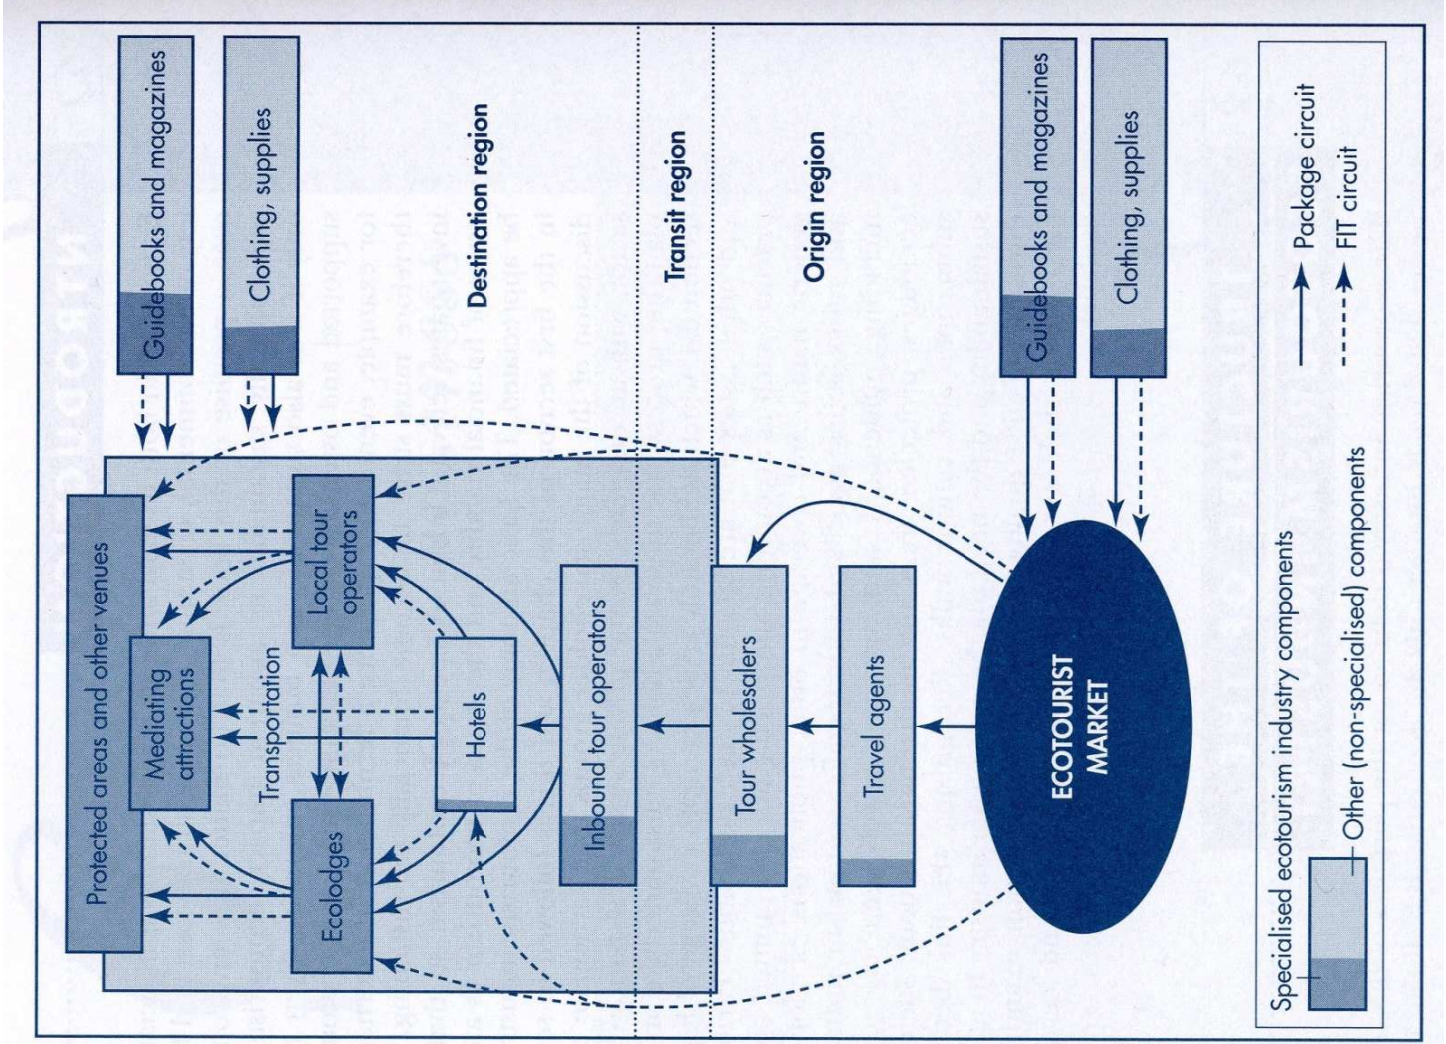 Guidebooks and magazines
Clothing, supplies
Destination region
Transit region
Origin region
Guidebooks and magazines
Clothing, supplies
Protected areas and other venues
Mediating
attractions
Transportation
Local tour
operators
Ecolodges
Hotels
Inbound tour operators
Tour wholesalers
Travel agents
ECOTOURIST
MARKET
Package circuit
FIT circuit
Specialised ecotourism industry components
Other (non-specialised) components